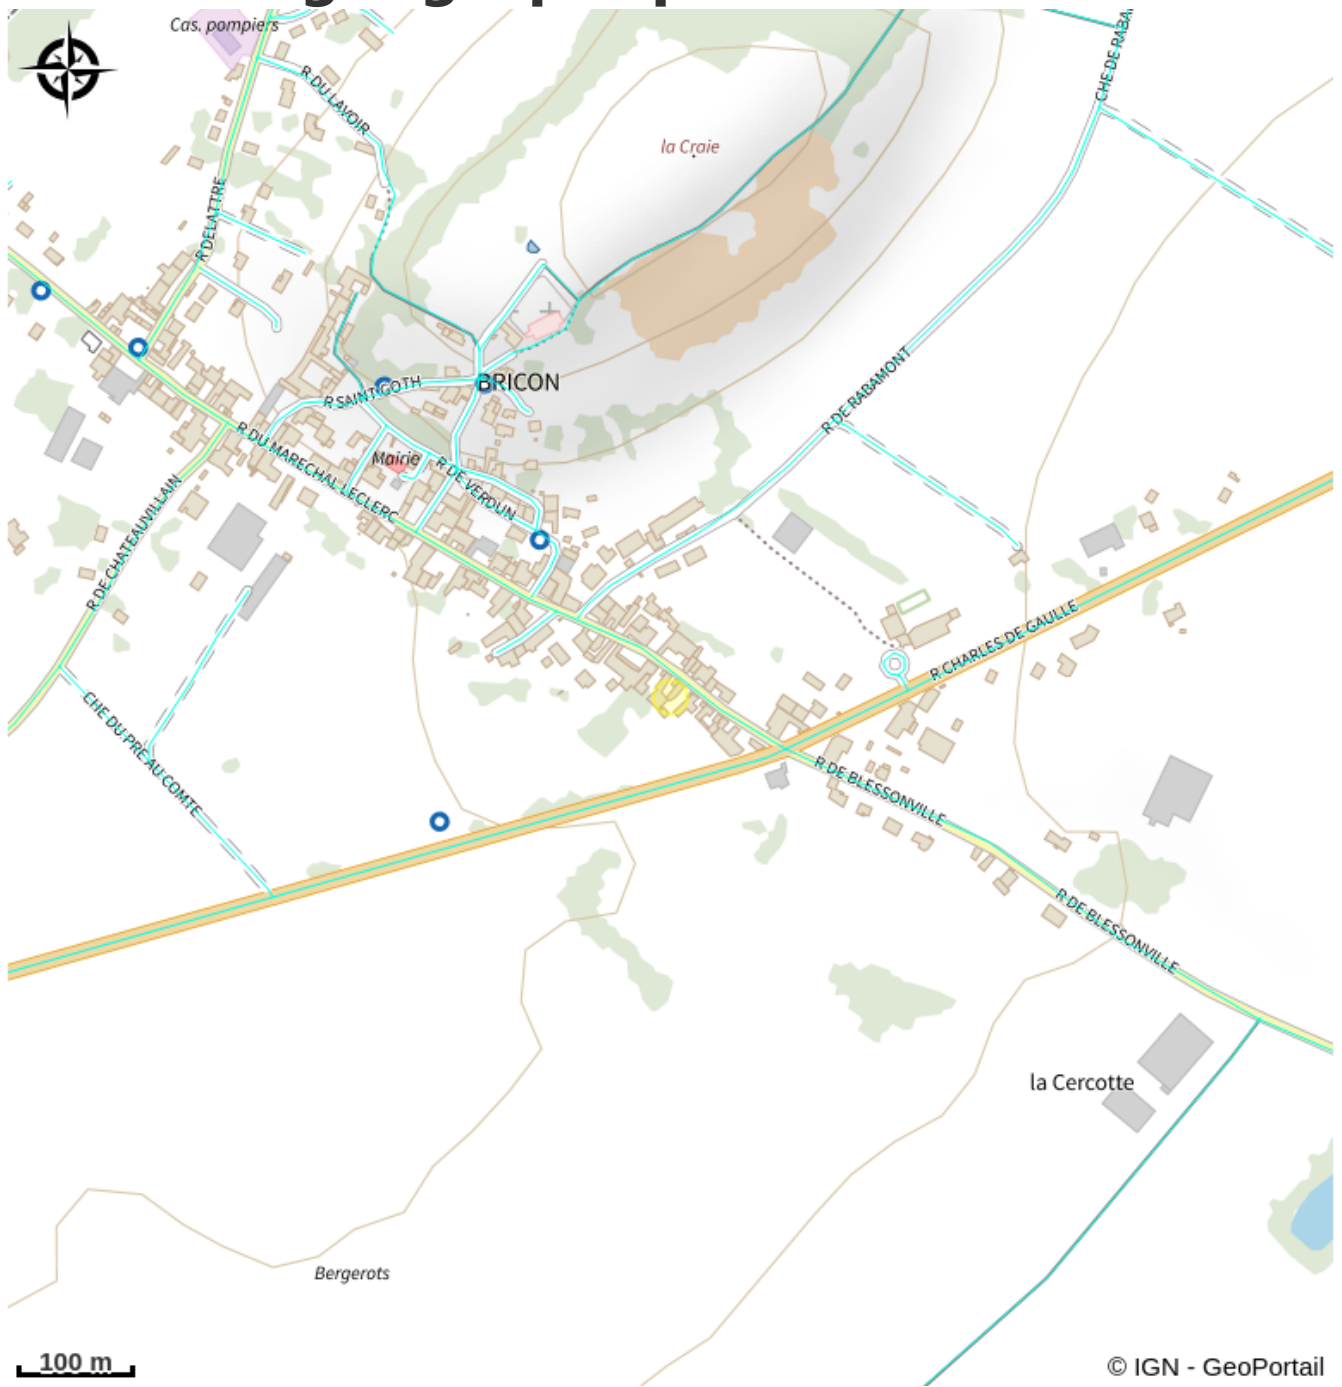 Cas. pompiers
R DU LAVOIR
CHE DE RABA
la Craie
R DELATTRE
R DE RABAMONT
BRICON
R SAINT GOTH
R DU MARECHAL LECLERC
Mairie
R DE VERDUN
R DE CHATEAUVILLAIN
R CHARLES DE GAULLE
CHE DU PRE AU COMTE
R DE BLESSONVILLE
R DE BLESSONVILLE
la Cercotte
Bergerots
100 m
© IGN - GeoPortail